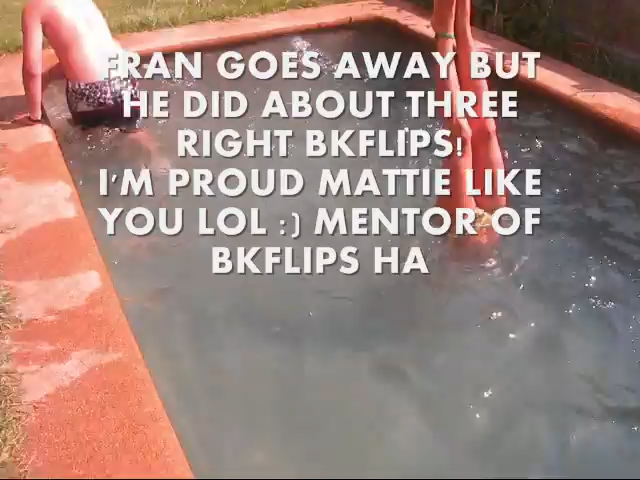 FRAN GOES AWAY BUT
HE DID ABOUT THREE
RIGHT BKFLIPS!
I'M PROUD MATTIE LIKE
YOU LOL :) MENTOR OF
BKFLIPS HA